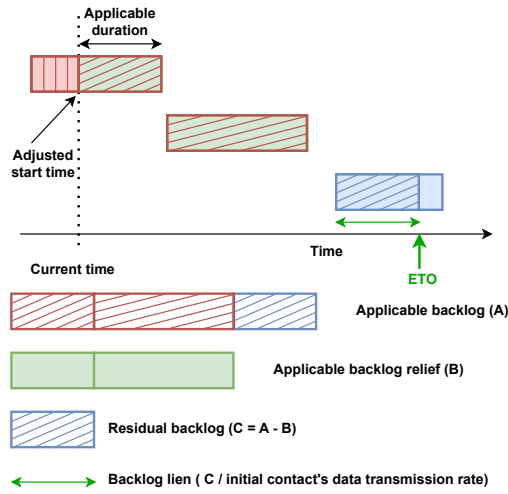 Applicable
duration
Adjusted
start time
Time
Current time
ETO
Applicable backlog (A)
Applicable backlog relief (B)
Residual backlog (C = A - B)
Backlog lien ( C / initial contact's data transmission rate)